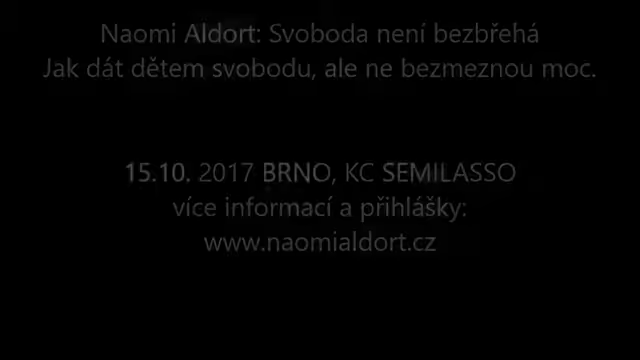 Naomi Aldort: Svoboda není bezbřehá
Jak dát dětem svobodu, ale ne bezmeznou moc.
15.10. 2017 BRNO, KC SEMILASSO
více informací a přihlášky:
www.naomialdort.cz